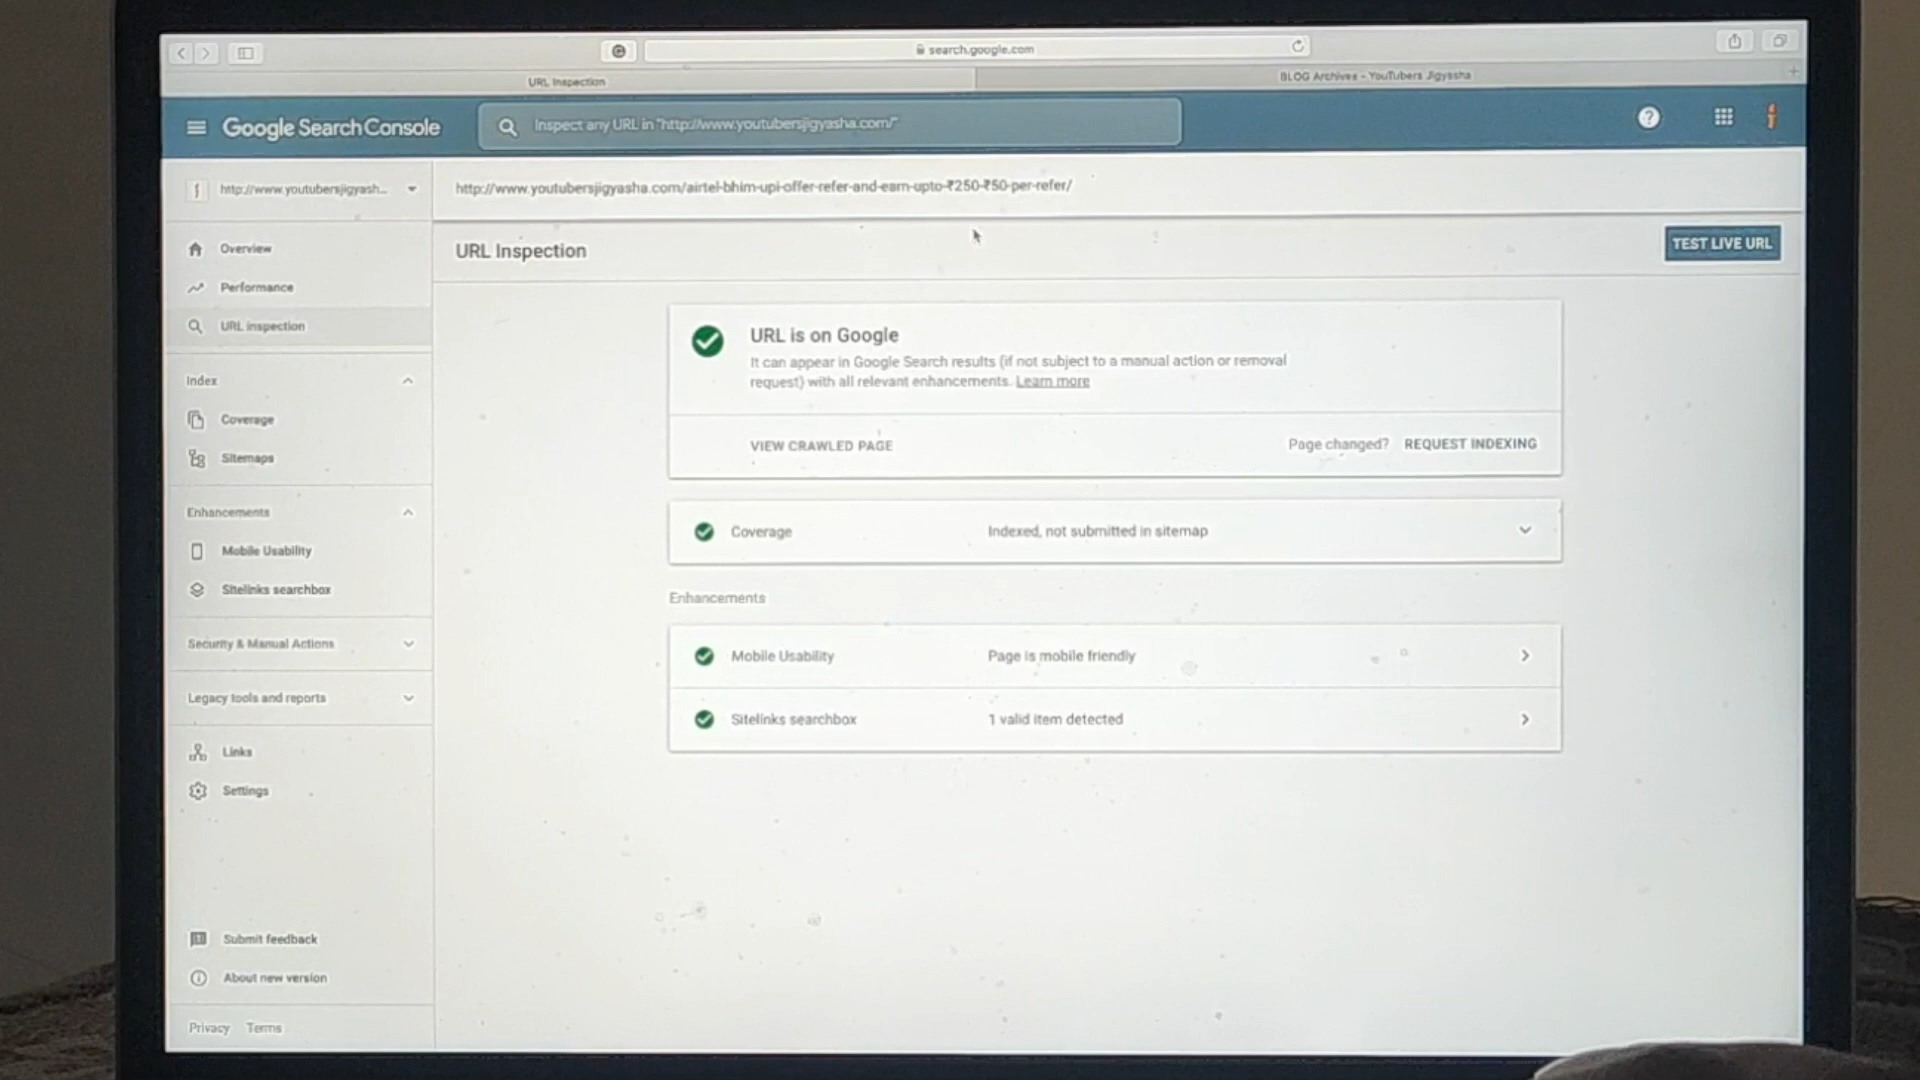 search.google.com
URL Inspection
BLOG Archives - YouTubers Jigyasha
Google Search Console
Inspect any URL in "http://www.youtubersjigyasha.com/"
http://www.youtubersjigyash...
http://www.youtubersjigyasha.com/airtel-bhim-upi-offer-refer-and-earn-upto-₹250-₹50-per-refer/
Overview
Performance
URL inspection
Index
Coverage
Sitemaps
Enhancements
Mobile Usability
Sitelinks searchbox
Security & Manual Actions
Legacy tools and reports
Links
Settings
Submit feedback
About new version
Privacy Terms
URL Inspection
TEST LIVE URL
URL is on Google
It can appear in Google Search results (if not subject to a manual action or removal
request) with all relevant enhancements. Learn more
VIEW CRAWLED PAGE
Page changed? REQUEST INDEXING
Coverage Indexed, not submitted in sitemap
Enhancements
Mobile Usability Page is mobile friendly
Sitelinks searchbox 1 valid item detected